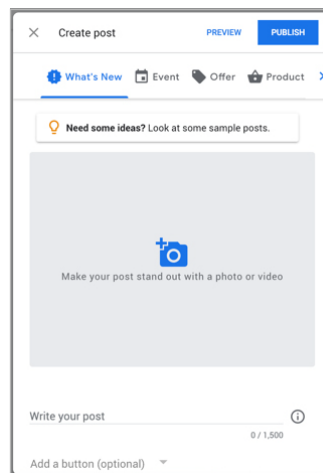 Create post
PREVIEW
PUBLISH
What's New
Event
Offer
Product
Need some ideas? Look at some sample posts.
Make your post stand out with a photo or video
Write your post
0 / 1,500
Add a button (optional)